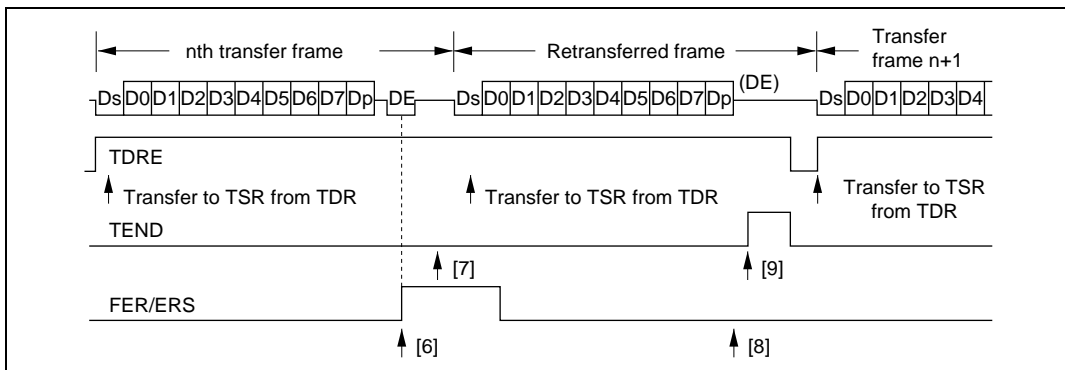 nth transfer frame
Retransferred frame
Transfer
frame n+1
Ds D0 D1 D2 D3 D4 D5 D6 D7 Dp DE
Ds D0 D1 D2 D3 D4 D5 D6 D7 Dp (DE)
Ds D0 D1 D2 D3 D4
TDRE
Transfer to TSR from TDR
Transfer to TSR from TDR
Transfer to TSR
from TDR
TEND
[7]
[9]
FER/ERS
[6]
[8]